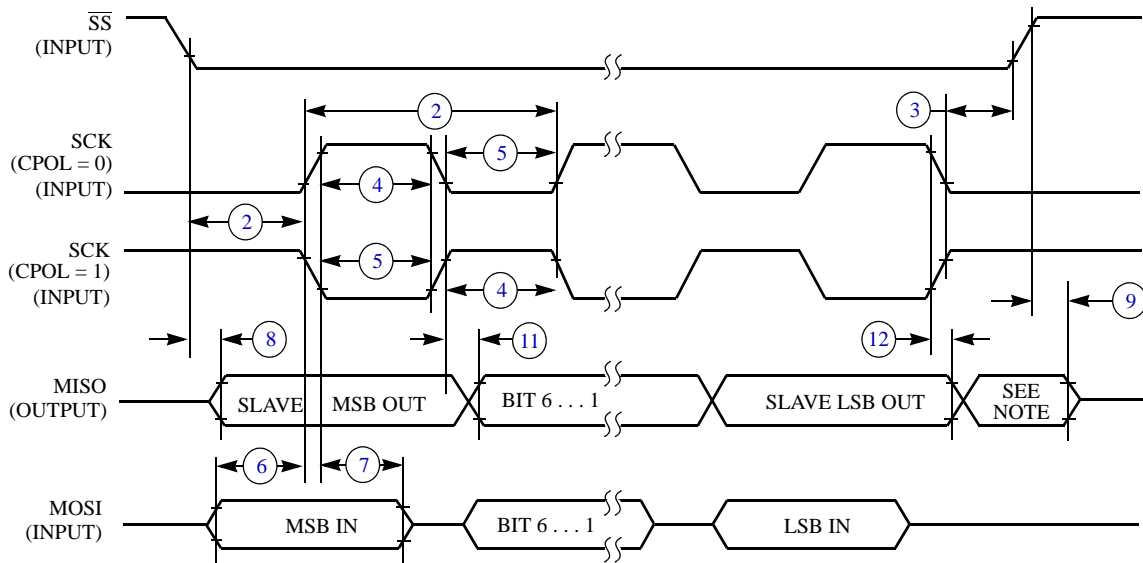 SS
(INPUT)
2
3
SCK
(CPOL = 0)
(INPUT)
5
4
2
SCK
(CPOL = 1)
(INPUT)
5
4
9
8
11
12
MISO
(OUTPUT)
SLAVE MSB OUT
BIT 6 . . . 1
SLAVE LSB OUT
SEE
NOTE
6
7
MOSI
(INPUT)
MSB IN
BIT 6 . . . 1
LSB IN